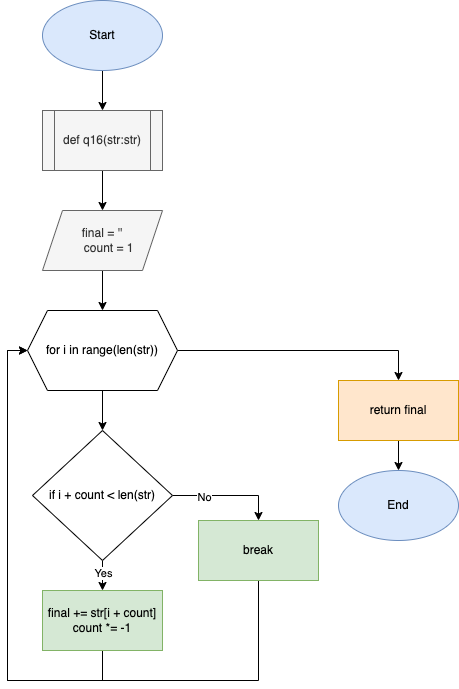 Start
def q16(str:str)
final = ''
count = 1
for i in range(len(str))
return final
if i + count < len(str)
No
End
break
Yes
final += str[i + count]
count *= -1